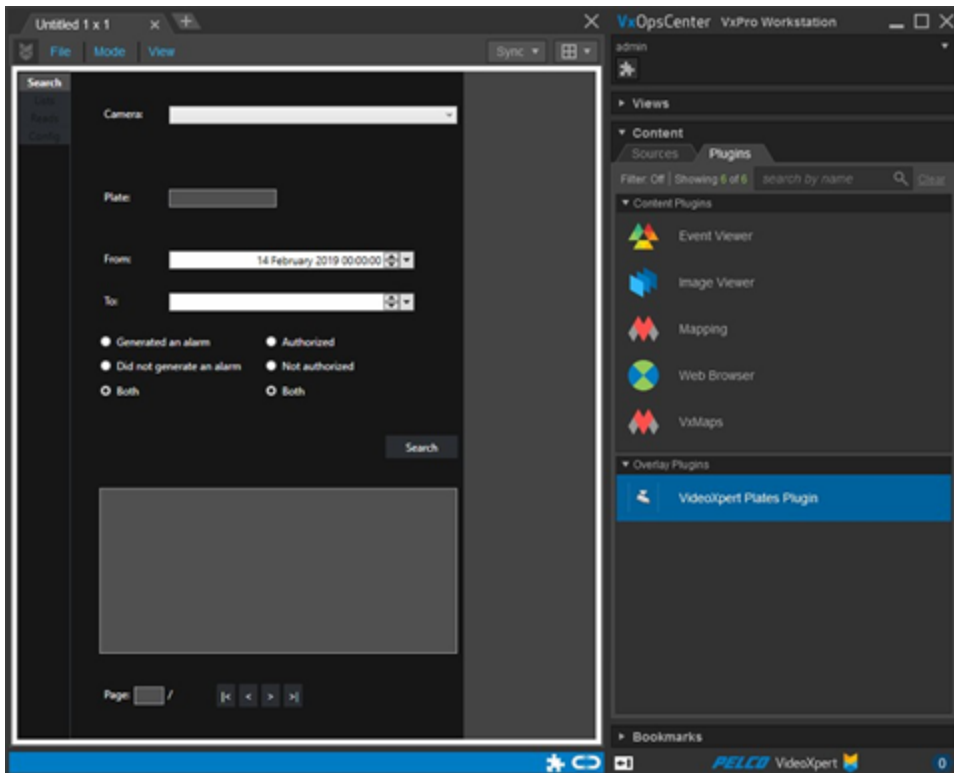 Untitled 1 x 1
File Mode View
Sync
Search
Lists
Reads
Config
Camera:
Plate:
From: 14 February 2019 00:00:00
To:
Generated an alarm Authorized
Did not generate an alarm Not authorized
Both Both
Search
Page: /
|< < > >|
VxOpsCenter VxPro Workstation
admin
Views
Content
Sources Plugins
Filter: Off | Showing 6 of 6 search by name Clear
Content Plugins
Event Viewer
Image Viewer
Mapping
Web Browser
VxMaps
Overlay Plugins
VideoXpert Plates Plugin
Bookmarks
PELCO VideoXpert 0